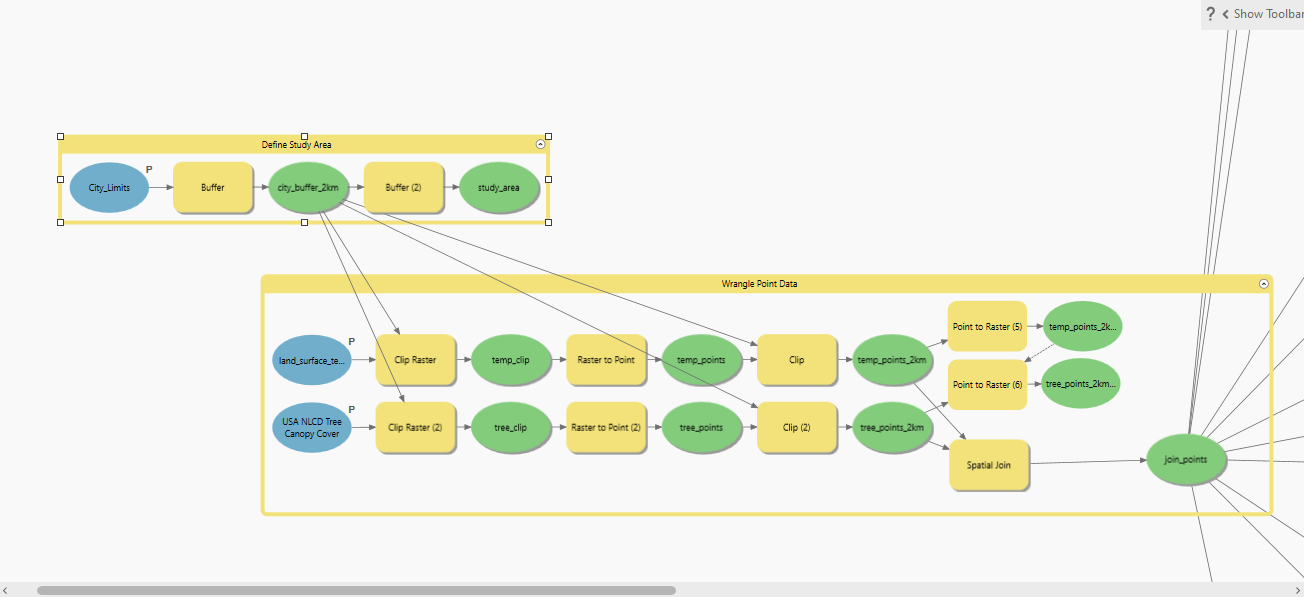 ? Show Toolbar
Define Study Area
P
City_Limits
Buffer
city_buffer_2km
Buffer (2)
study_area
Wrangle Point Data
P
land_surface_te...
Clip Raster
temp_clip
Raster to Point
temp_points
Clip
temp_points_2km
Point to Raster (5)
temp_points_2k...
Point to Raster (6)
tree_points_2km...
P
USA NLCD Tree
Canopy Cover
Clip Raster (2)
tree_clip
Raster to Point (2)
tree_points
Clip (2)
tree_points_2km
Spatial Join
join_points